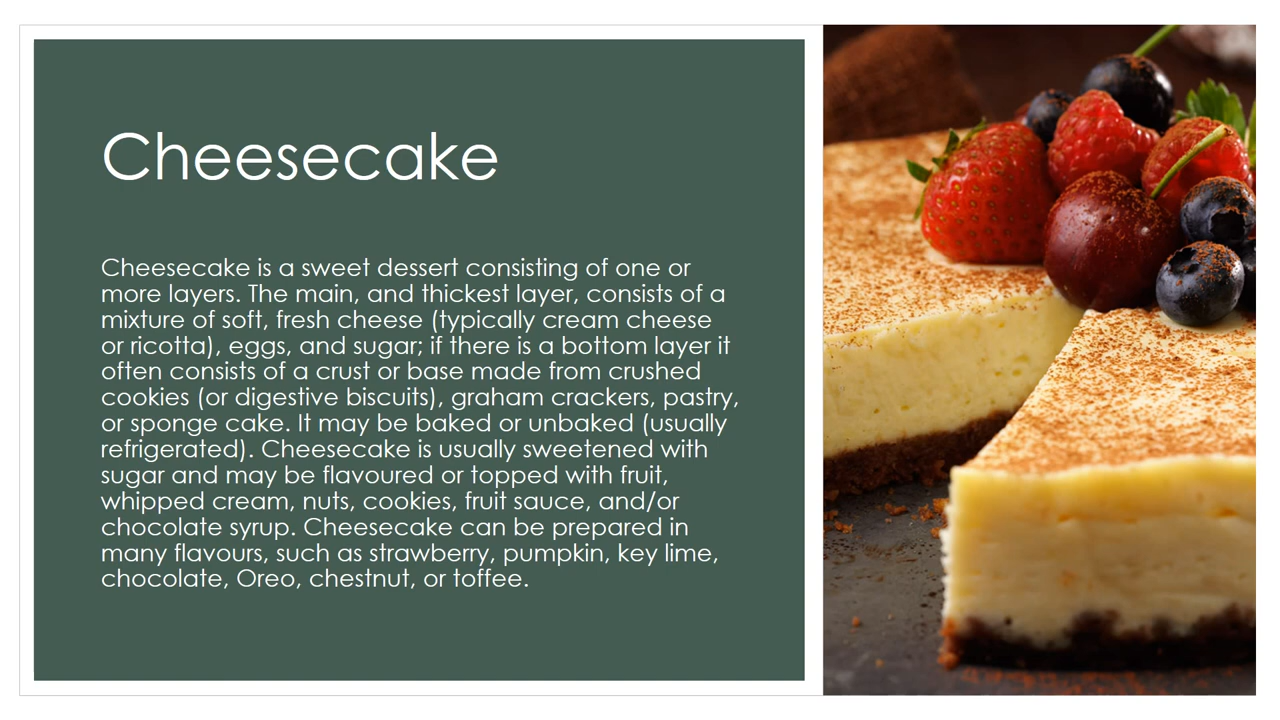 Cheesecake
Cheesecake is a sweet dessert consisting of one or
more layers. The main, and thickest layer, consists of a
mixture of soft, fresh cheese (typically cream cheese
or ricotta), eggs, and sugar; if there is a bottom layer it
often consists of a crust or base made from crushed
cookies (or digestive biscuits), graham crackers, pastry,
or sponge cake. It may be baked or unbaked (usually
refrigerated). Cheesecake is usually sweetened with
sugar and may be flavoured or topped with fruit,
whipped cream, nuts, cookies, fruit sauce, and/or
chocolate syrup. Cheesecake can be prepared in
many flavours, such as strawberry, pumpkin, key lime,
chocolate, Oreo, chestnut, or toffee.